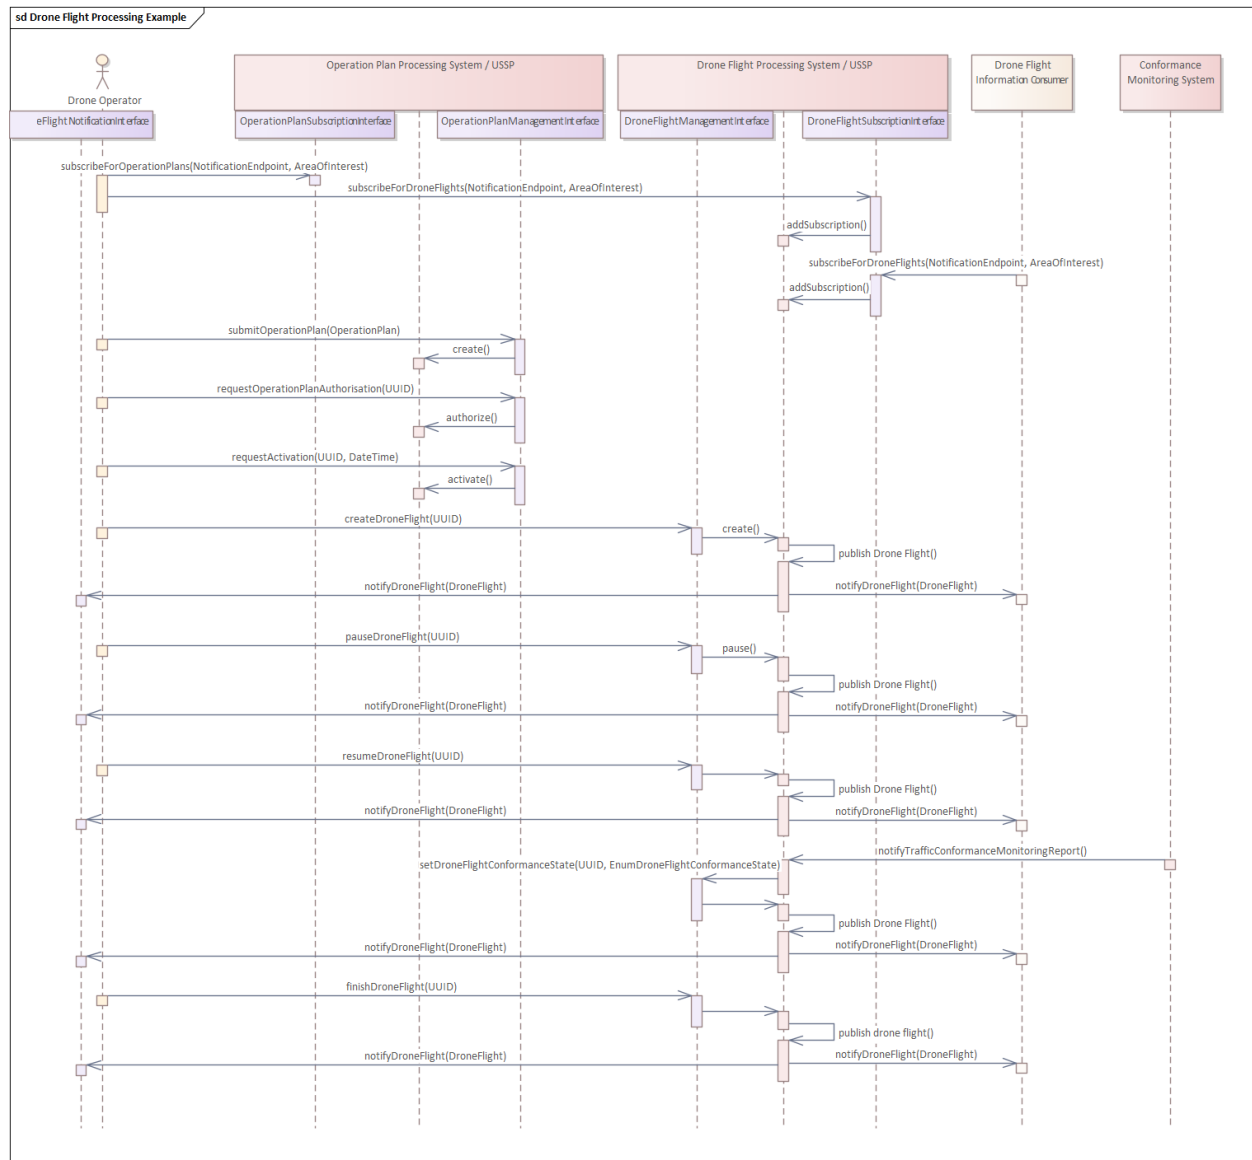 sd Drone Flight Processing Example
Drone Operator
Operation Plan Processing System / USSP
Drone Flight Processing System / USSP
Drone Flight
Information Consumer
Conformance
Monitoring System
eFlightNotificationInterface
OperationPlanSubscriptionInterface
OperationPlanManagementInterface
DroneFlightManagementInterface
DroneFlightSubscriptionInterface
subscribeForOperationPlans(NotificationEndpoint, AreaOfInterest)
subscribeForDroneFlights(NotificationEndpoint, AreaOfInterest)
addSubscription()
subscribeForDroneFlights(NotificationEndpoint, AreaOfInterest)
addSubscription()
submitOperationPlan(OperationPlan)
create()
requestOperationPlanAuthorisation(UUID)
authorize()
requestActivation(UUID, DateTime)
activate()
createDroneFlight(UUID)
create()
publish Drone Flight()
notifyDroneFlight(DroneFlight)
notifyDroneFlight(DroneFlight)
pauseDroneFlight(UUID)
pause()
publish Drone Flight()
notifyDroneFlight(DroneFlight)
notifyDroneFlight(DroneFlight)
resumeDroneFlight(UUID)
publish Drone Flight()
notifyDroneFlight(DroneFlight)
notifyDroneFlight(DroneFlight)
notifyTrafficConformanceMonitoringReport()
setDroneFlightConformanceState(UUID, EnumDroneFlightConformanceState)
publish Drone Flight()
notifyDroneFlight(DroneFlight)
notifyDroneFlight(DroneFlight)
finishDroneFlight(UUID)
publish drone flight()
notifyDroneFlight(DroneFlight)
notifyDroneFlight(DroneFlight)